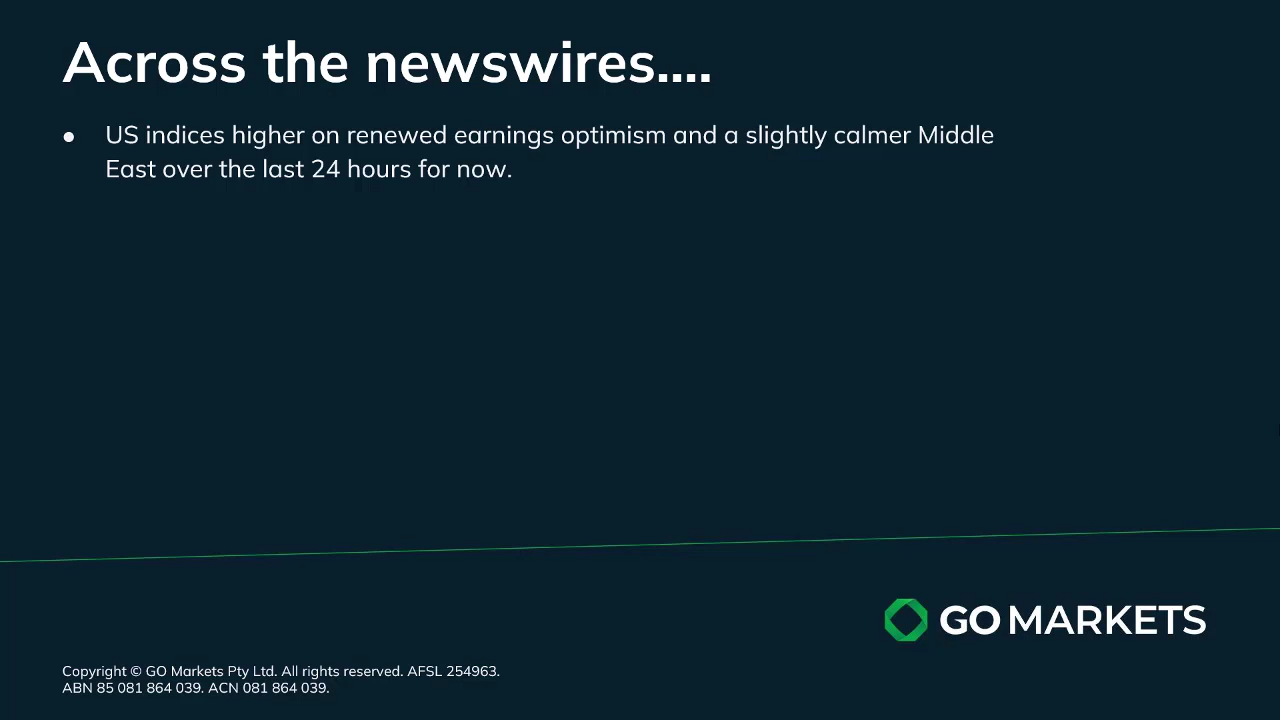 Across the newswires....
● US indices higher on renewed earnings optimism and a slightly calmer Middle
East over the last 24 hours for now.
GO MARKETS
Copyright © GO Markets Pty Ltd. All rights reserved. AFSL 254963.
ABN 85 081 864 039. ACN 081 864 039.